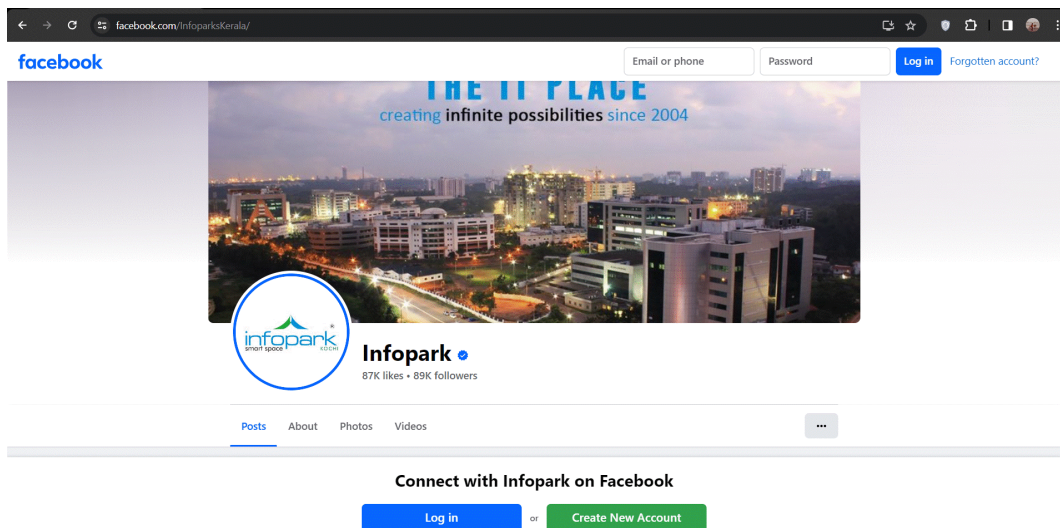 facebook.com/InfoparksKerala/
facebook
Email or phone
Password
Log in
Forgotten account?
THE IT PLACE
creating infinite possibilities since 2004
infopark
smart space
KOCHI
Infopark
87K likes • 89K followers
Posts
About
Photos
Videos
Connect with Infopark on Facebook
Log in
or
Create New Account